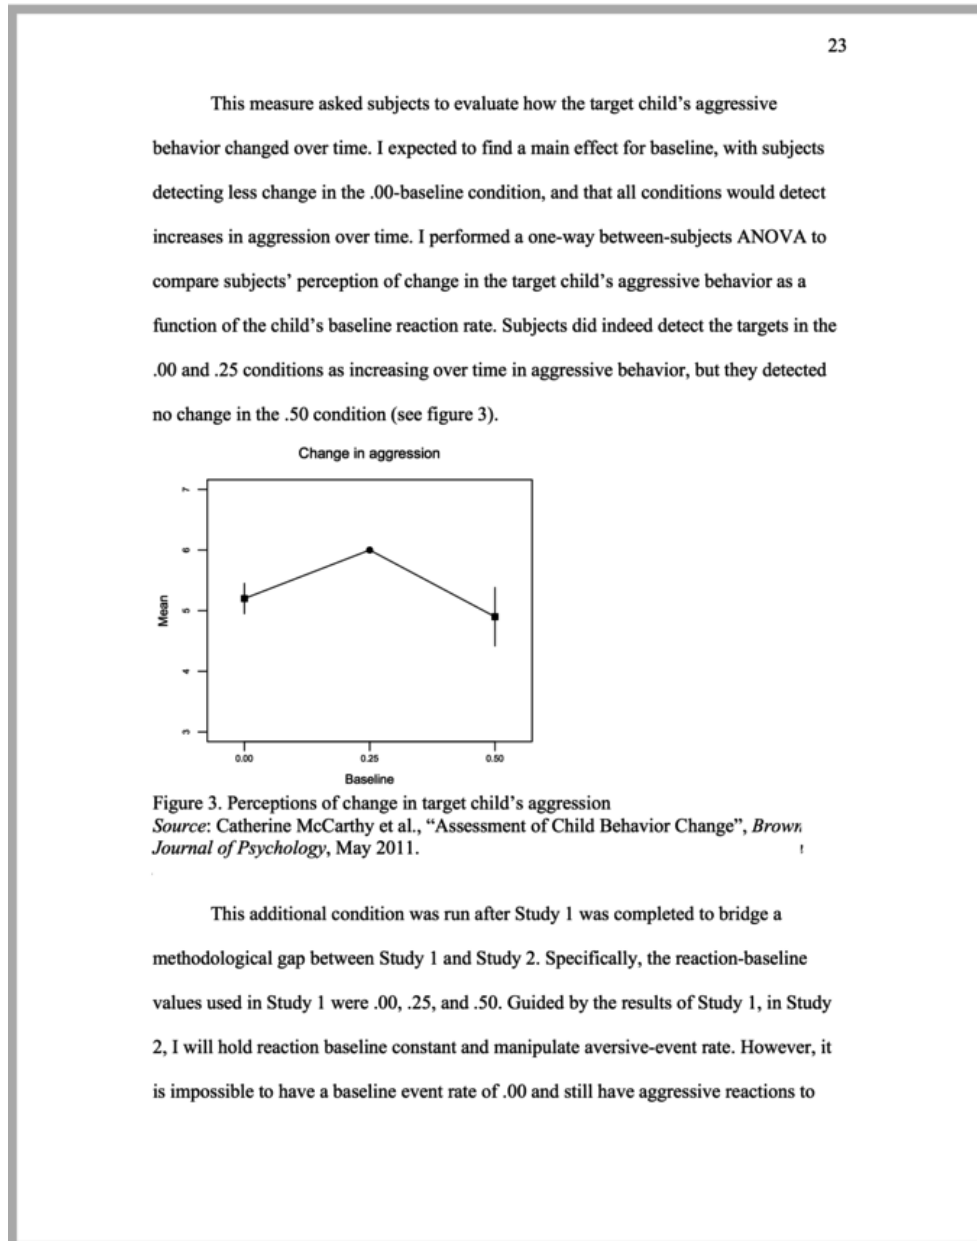 23
This measure asked subjects to evaluate how the target child's aggressive
behavior changed over time. I expected to find a main effect for baseline, with subjects
detecting less change in the .00-baseline condition, and that all conditions would detect
increases in aggression over time. I performed a one-way between-subjects ANOVA to
compare subjects' perception of change in the target child's aggressive behavior as a
function of the child's baseline reaction rate. Subjects did indeed detect the targets in the
.00 and .25 conditions as increasing over time in aggressive behavior, but they detected
no change in the .50 condition (see figure 3).
Change in aggression
7
6
5
4
3
Mean
0.00 0.25 0.50
Baseline
Figure 3. Perceptions of change in target child's aggression
Source: Catherine McCarthy et al., “Assessment of Child Behavior Change”, Brown
Journal of Psychology, May 2011.
This additional condition was run after Study 1 was completed to bridge a
methodological gap between Study 1 and Study 2. Specifically, the reaction-baseline
values used in Study 1 were .00, .25, and .50. Guided by the results of Study 1, in Study
2, I will hold reaction baseline constant and manipulate aversive-event rate. However, it
is impossible to have a baseline event rate of .00 and still have aggressive reactions to